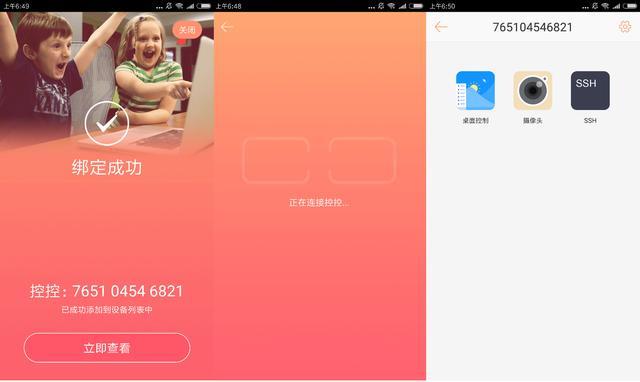 上午6:49
关闭
绑定成功
控控：7651 0454 6821
已成功添加到设备列表中
立即查看
上午6:48
正在连接控控...
上午6:50
765104546821
桌面控制
摄像头
SSH
SSH